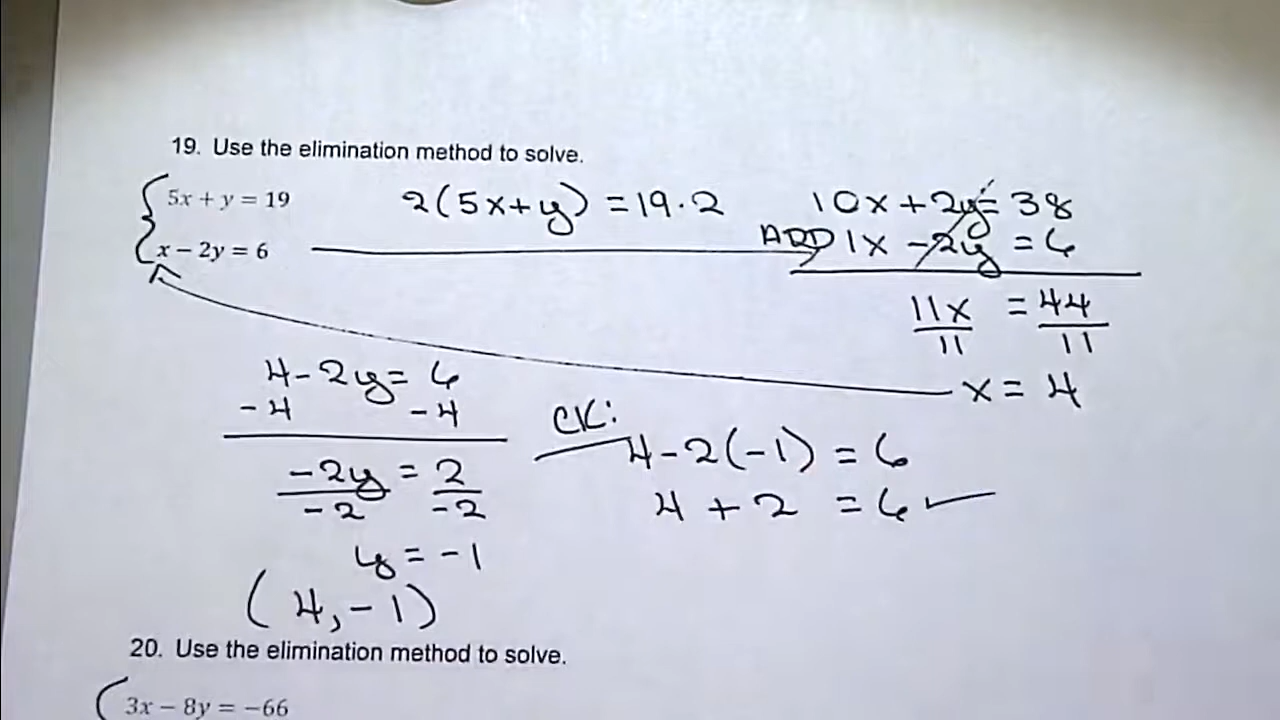 19. Use the elimination method to solve.
5x + y = 19
x − 2y = 6
2(5x+y) = 19·2
10x + 2y = 38
ADD 1x - 2y = 6
11x = 44
11 11
x = 4
4 - 2y = 6
-4 -4
-2y = 2
-2 -2
y = -1
(4, -1)
CK:
4 - 2(-1) = 6
4 + 2 = 6 ✓
20. Use the elimination method to solve.
3x − 8y = −66